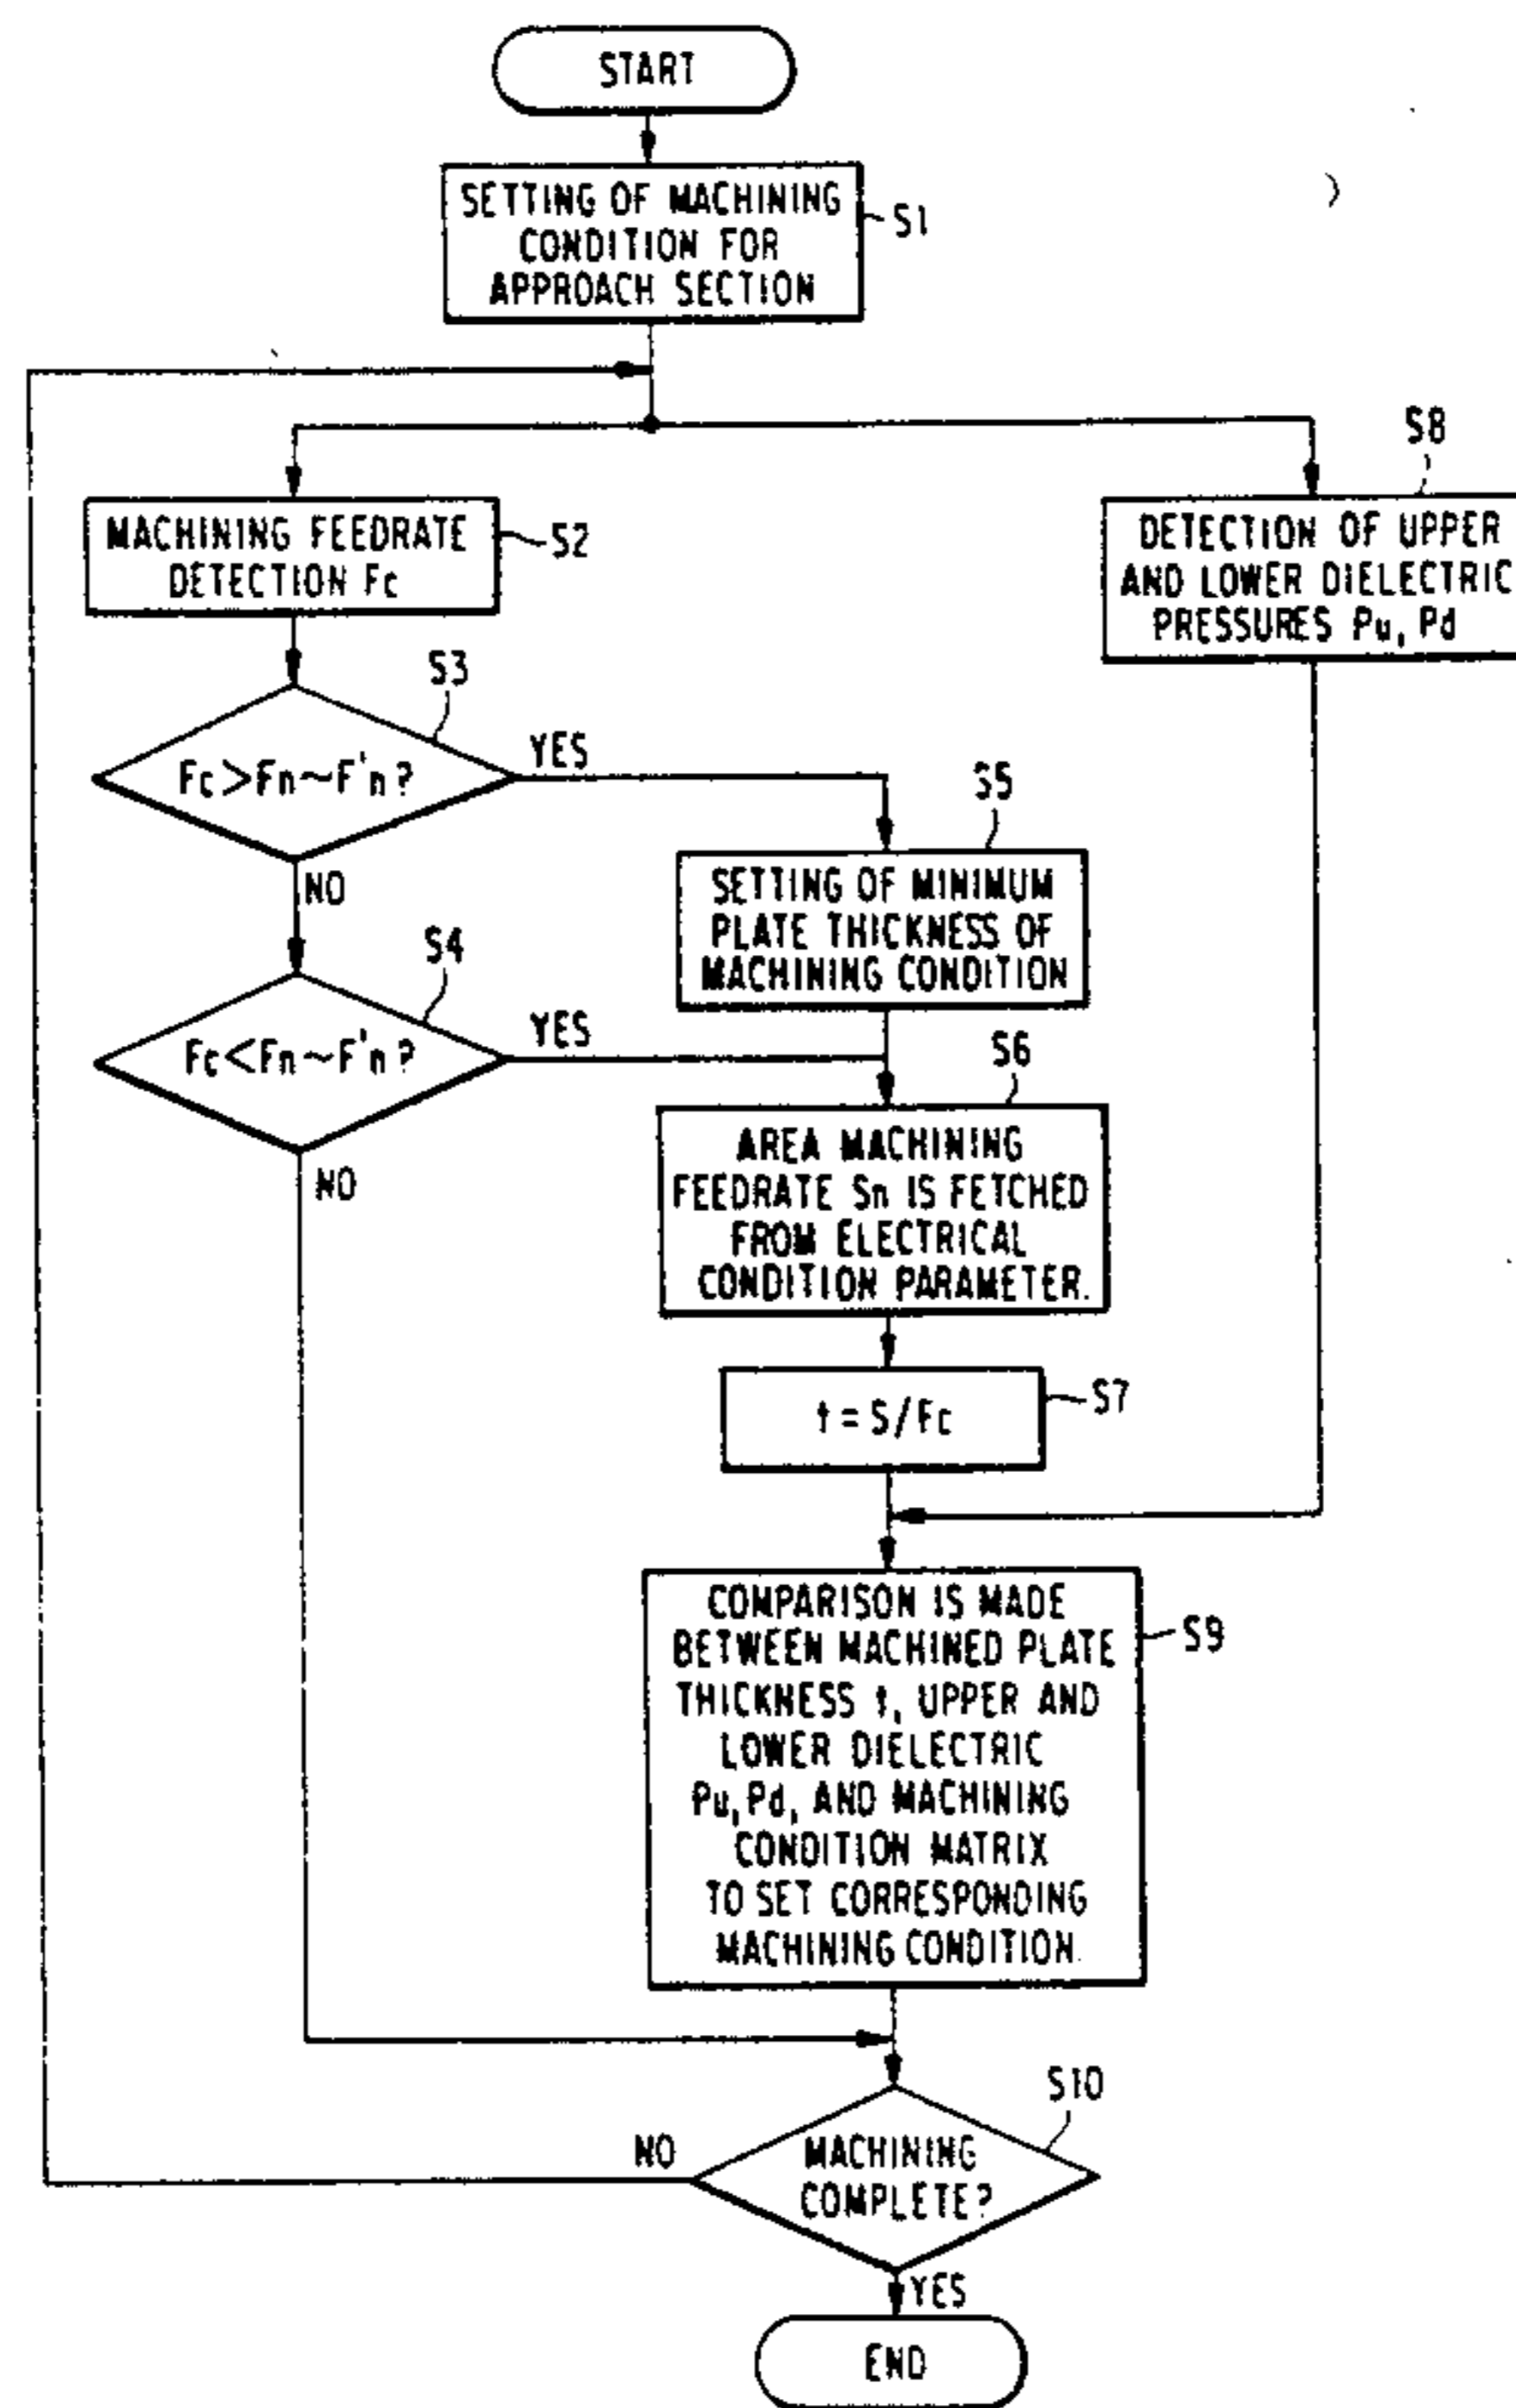 START
SETTING OF MACHINING
CONDITION FOR
APPROACH SECTION
S1
S8
MACHINING FEEDRATE
DETECTION Fc
S2
DETECTION OF UPPER
AND LOWER DIELECTRIC
PRESSURES Pu, Pd
S3
Fc>Fn~F'n?
YES
NO
S5
SETTING OF MINIMUM
PLATE THICKNESS OF
MACHINING CONDITION
S4
Fc<Fn~F'n?
YES
NO
S6
AREA MACHINING
FEEDRATE Sn IS FETCHED
FROM ELECTRICAL
CONDITION PARAMETER.
t = S/Fc
S7
COMPARISON IS MADE
BETWEEN MACHINED PLATE
THICKNESS t, UPPER AND
LOWER DIELECTRIC
Pu, Pd, AND MACHINING
CONDITION MATRIX
TO SET CORRESPONDING
MACHINING CONDITION.
S9
S10
MACHINING
COMPLETE?
NO
YES
END